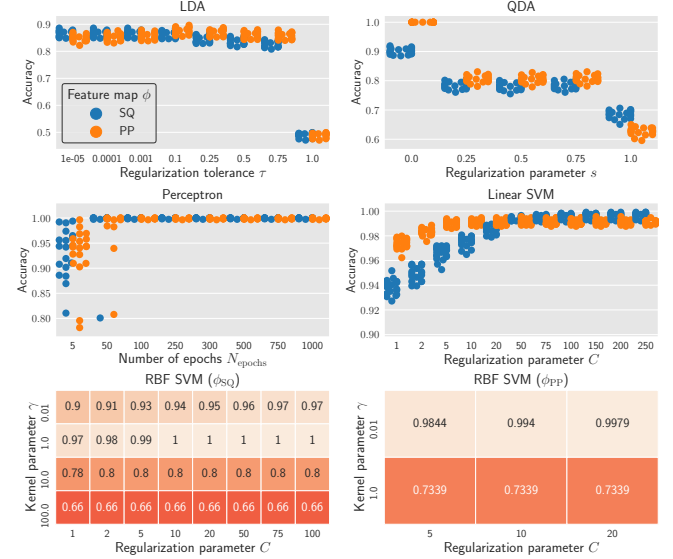 LDA
QDA
Accuracy
0.9
0.8
0.7
0.6
0.5
Feature map ϕ
SQ
PP
1e-05 0.0001 0.001 0.1 0.25 0.5 0.75 1.0
Regularization tolerance τ
Accuracy
1.0
0.9
0.8
0.7
0.6
0.0 0.25 0.5 0.75 1.0
Regularization parameter s
Perceptron
Linear SVM
Accuracy
1.00
0.95
0.90
0.85
0.80
5 50 100 250 300 500 750 1000
Number of epochs N_epochs
Accuracy
1.00
0.98
0.96
0.94
0.92
0.90
1 2 5 10 20 50 75 100 150 200 250
Regularization parameter C
RBF SVM (ϕ_SQ)
RBF SVM (ϕ_PP)
Kernel parameter γ
0.01 1.0 10.0 100.0
0.9 0.91 0.93 0.94 0.95 0.96 0.97 0.97
0.97 0.98 0.99 1 1 1 1 1
0.78 0.8 0.8 0.8 0.8 0.8 0.8 0.8
0.66 0.66 0.66 0.66 0.66 0.66 0.66 0.66
1 2 5 10 20 50 75 100
Regularization parameter C
Kernel parameter γ
0.01 1.0
0.9844 0.994 0.9979
0.7339 0.7339 0.7339
5 10 20
Regularization parameter C